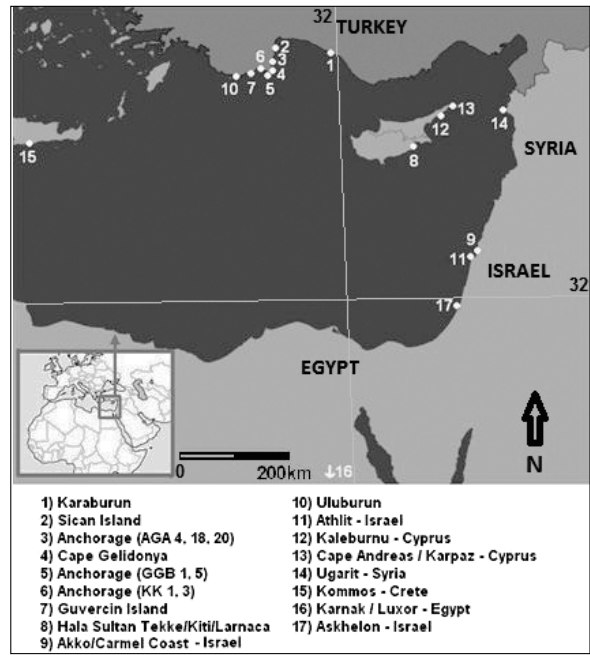 32
TURKEY
2
3
6
4
1
10
7
5
13
12
14
15
8
SYRIA
9
11
ISRAEL
32
17
EGYPT
N
0
200km
↓16
1) Karaburun
2) Sican Island
3) Anchorage (AGA 4, 18, 20)
4) Cape Gelidonya
5) Anchorage (GGB 1, 5)
6) Anchorage (KK 1, 3)
7) Guvercin Island
8) Hala Sultan Tekke/Kiti/Larnaca
9) Akko/Carmel Coast - Israel
10) Uluburun
11) Athlit - Israel
12) Kaleburnu - Cyprus
13) Cape Andreas / Karpaz - Cyprus
14) Ugarit - Syria
15) Kommos - Crete
16) Karnak / Luxor - Egypt
17) Askhelon - Israel